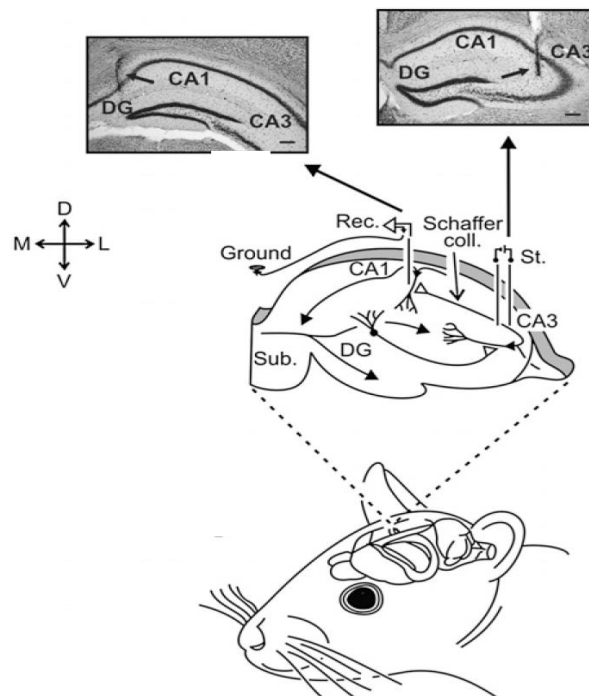 CA1
DG
CA3
CA1
CA3
DG
D
M
L
V
Rec.
Schaffer
coll.
Ground
St.
CA1
CA3
DG
Sub.